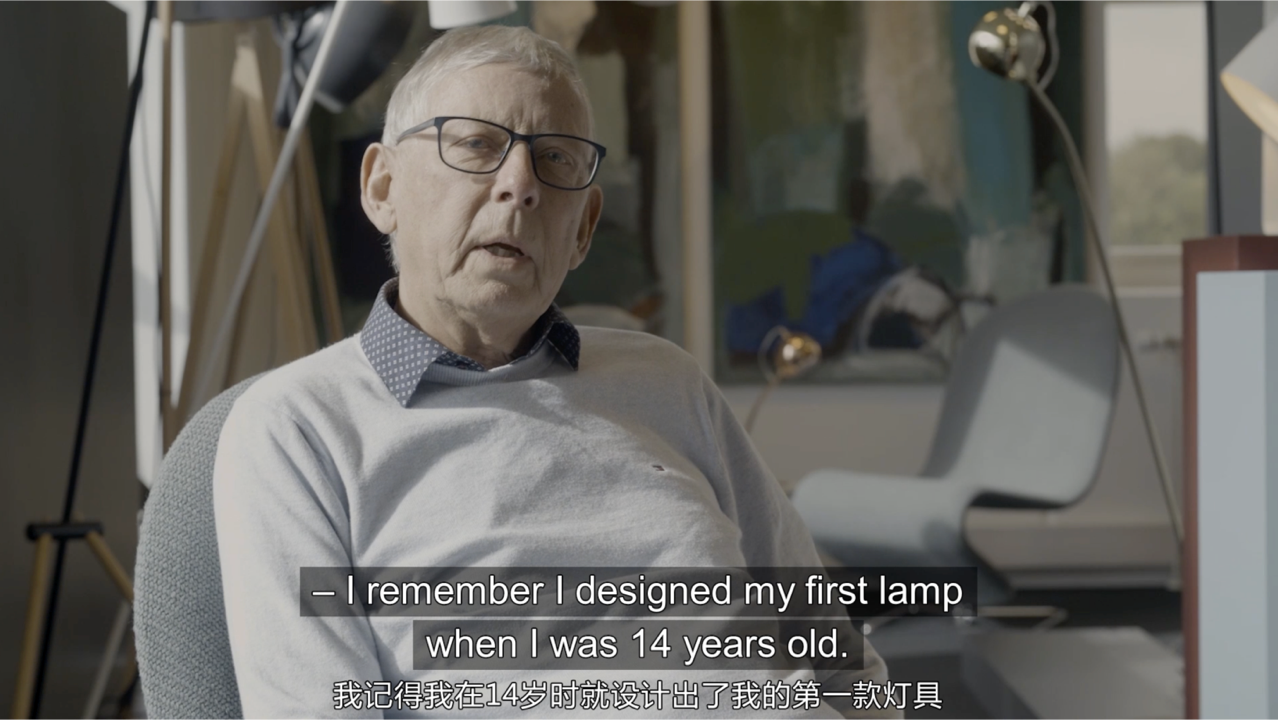 – I remember I designed my first lamp
when I was 14 years old.
我记得我在14岁时就设计出了我的第一款灯具